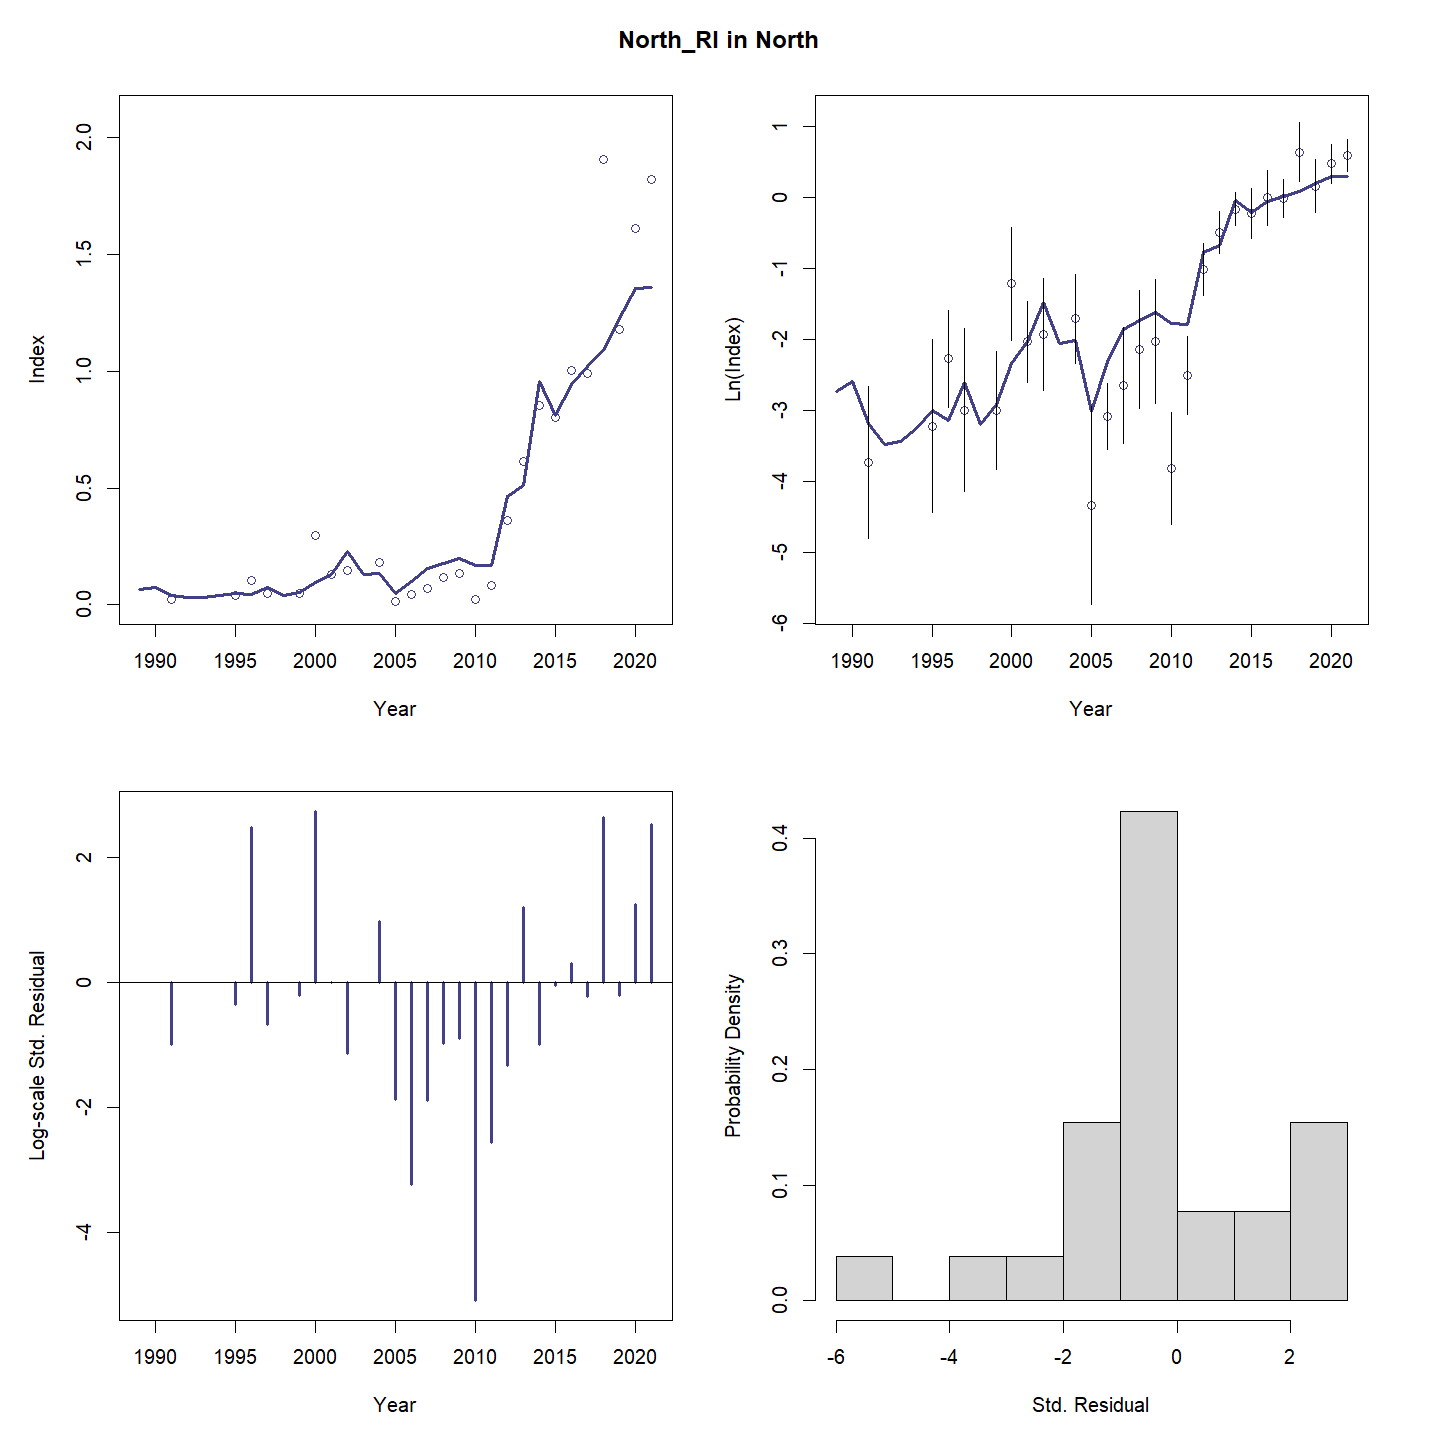 North_RI in North
Index
2.0
1.5
1.0
0.5
0.0
1990 1995 2000 2005 2010 2015 2020
Year
Ln(Index)
1
0
-1
-2
-3
-4
-5
-6
1990 1995 2000 2005 2010 2015 2020
Year
Log-scale Std. Residual
2
0
-2
-4
1990 1995 2000 2005 2010 2015 2020
Year
Probability Density
0.4
0.3
0.2
0.1
0.0
-6 -4 -2 0 2
Std. Residual